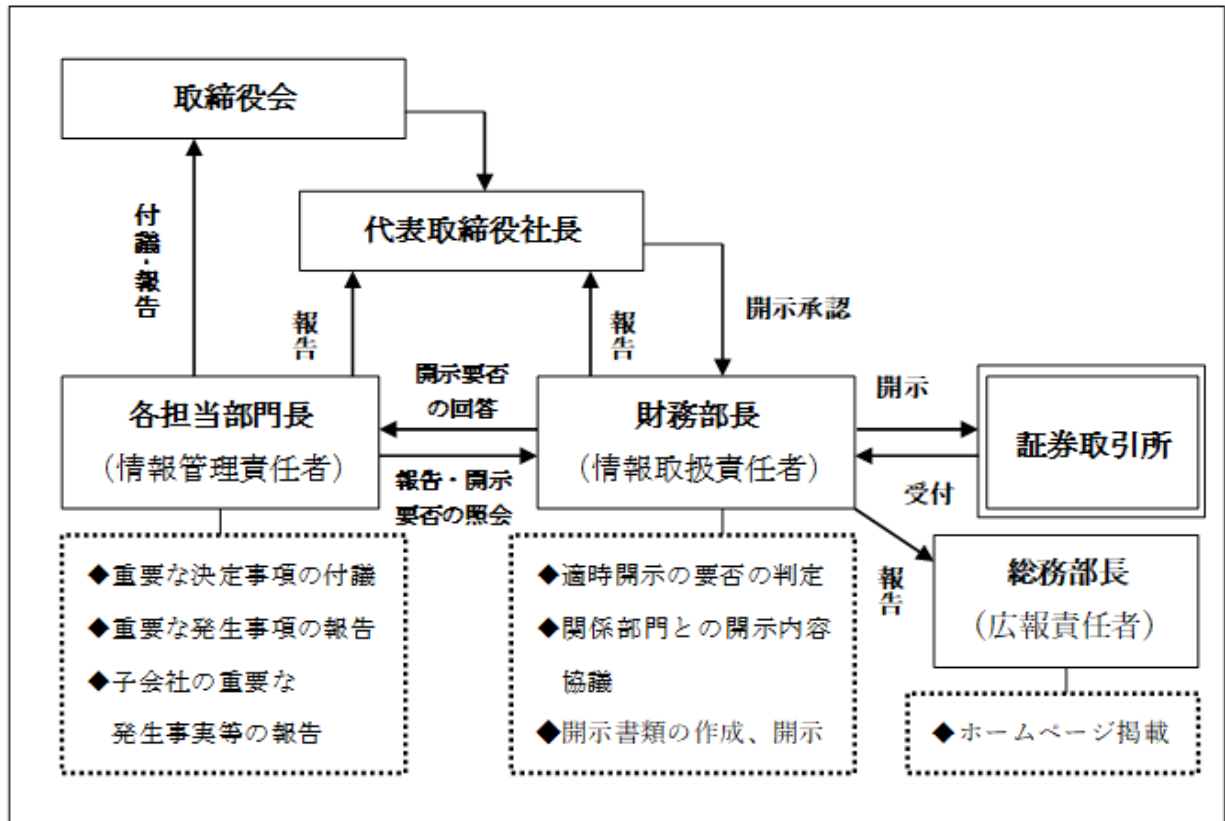 取締役会
付議・報告
代表取締役社長
報告
報告
開示承認
開示要否
の回答
各担当部門長
（情報管理責任者）
報告・開示
要否の照会
財務部長
（情報取扱責任者）
開示
受付
証券取引所
◆重要な決定事項の付議
◆重要な発生事項の報告
◆子会社の重要な
発生事実等の報告
◆適時開示の要否の判定
◆関係部門との開示内容
協議
◆開示書類の作成、開示
報告
総務部長
（広報責任者）
◆ホームページ掲載